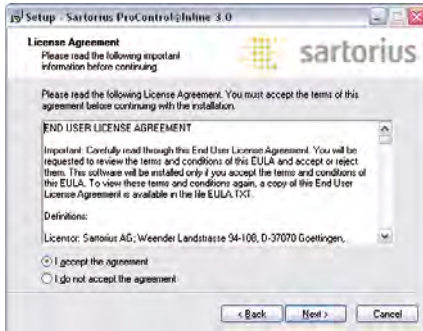 Setup - Sartorius ProControl@Inline 3.0
License Agreement
Please read the following important
information before continuing.
sartorius
Please read the following License Agreement. You must accept the terms of this
agreement before continuing with the installation.
END USER LICENSE AGREEMENT
Important: Carefully read through this End User License Agreement. You will be
requested to review the terms and conditions of this EULA and accept or reject
them. This software will be installed only if you accept the terms and conditions of
this EULA. To view these terms and conditions again, a copy of this End User
License Agreement is available in the file EULA.TXT.
Definitions:
Licensor: Sartorius AG; Weender Landstrasse 94-108, D-37070 Goettingen,
I accept the agreement
I do not accept the agreement
< Back
Next >
Cancel